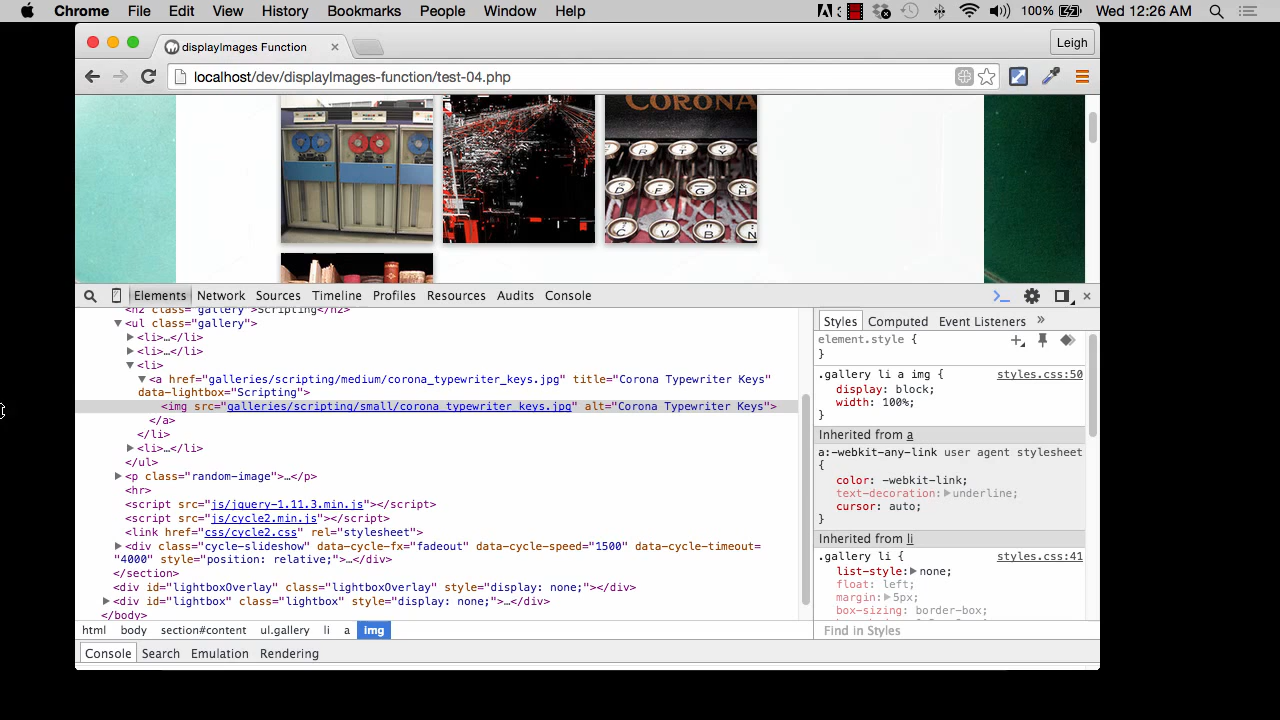 Chrome File Edit View History Bookmarks People Window Help 100% Wed 12:26 AM
displayImages Function Leigh
localhost/dev/displayImages-function/test-04.php
CORONA
R T Y
D F G H
C V B N
Elements Network Sources Timeline Profiles Resources Audits Console
<h2 class="gallery">Scripting</h2>
<ul class="gallery">
<li>…</li>
<li>…</li>
<li>
<a href="galleries/scripting/medium/corona_typewriter_keys.jpg" title="Corona Typewriter Keys"
data-lightbox="Scripting">
<img src="galleries/scripting/small/corona_typewriter_keys.jpg" alt="Corona Typewriter Keys">
</a>
</li>
<li>…</li>
</ul>
<p class="random-image">…</p>
<hr>
<script src="js/jquery-1.11.3.min.js"></script>
<script src="js/cycle2.min.js"></script>
<link href="css/cycle2.css" rel="stylesheet">
<div class="cycle-slideshow" data-cycle-fx="fadeout" data-cycle-speed="1500" data-cycle-timeout=
"4000" style="position: relative;">…</div>
</section>
<div id="lightboxOverlay" class="lightboxOverlay" style="display: none;"></div>
<div id="lightbox" class="lightbox" style="display: none;">…</div>
</body>
html body section#content ul.gallery li a img
Console Search Emulation Rendering
Styles Computed Event Listeners »
element.style {
}
.gallery li a img { styles.css:50
display: block;
width: 100%;
}
Inherited from a
a:-webkit-any-link user agent stylesheet
{
color: -webkit-link;
text-decoration: underline;
cursor: auto;
}
Inherited from li
.gallery li { styles.css:41
list-style: none;
float: left;
margin: 5px;
box-sizing: border-box;
Find in Styles